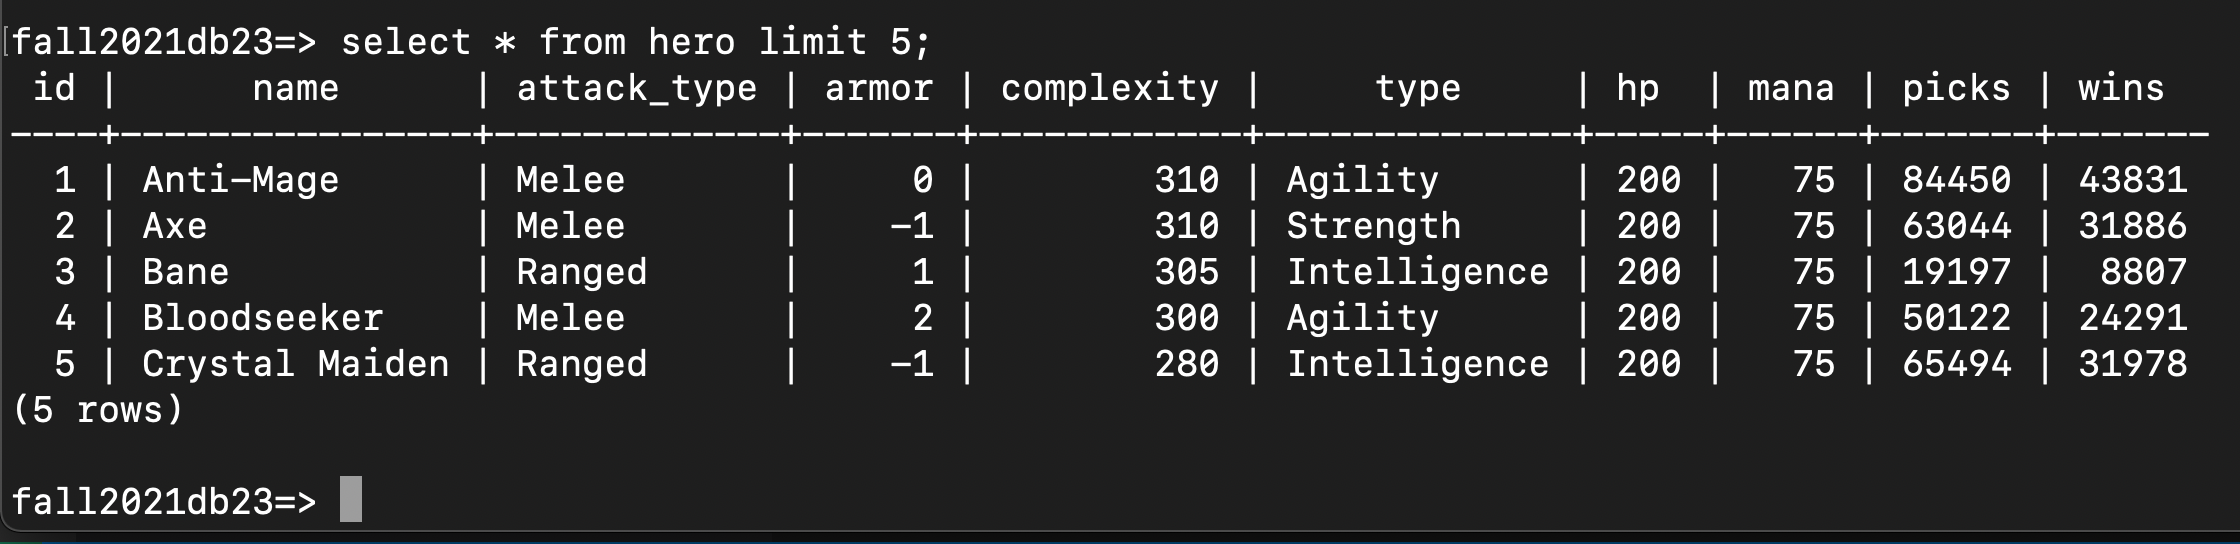 fall2021db23=> select * from hero limit 5;
 id |      name      | attack_type | armor | complexity |     type     | hp  | mana | picks | wins
----+----------------+-------------+-------+------------+--------------+-----+------+-------+-------
  1 | Anti-Mage      | Melee       |     0 |        310 | Agility      | 200 |   75 | 84450 | 43831
  2 | Axe            | Melee       |    -1 |        310 | Strength     | 200 |   75 | 63044 | 31886
  3 | Bane           | Ranged      |     1 |        305 | Intelligence | 200 |   75 | 19197 |  8807
  4 | Bloodseeker    | Melee       |     2 |        300 | Agility      | 200 |   75 | 50122 | 24291
  5 | Crystal Maiden | Ranged      |    -1 |        280 | Intelligence | 200 |   75 | 65494 | 31978
(5 rows)

fall2021db23=>